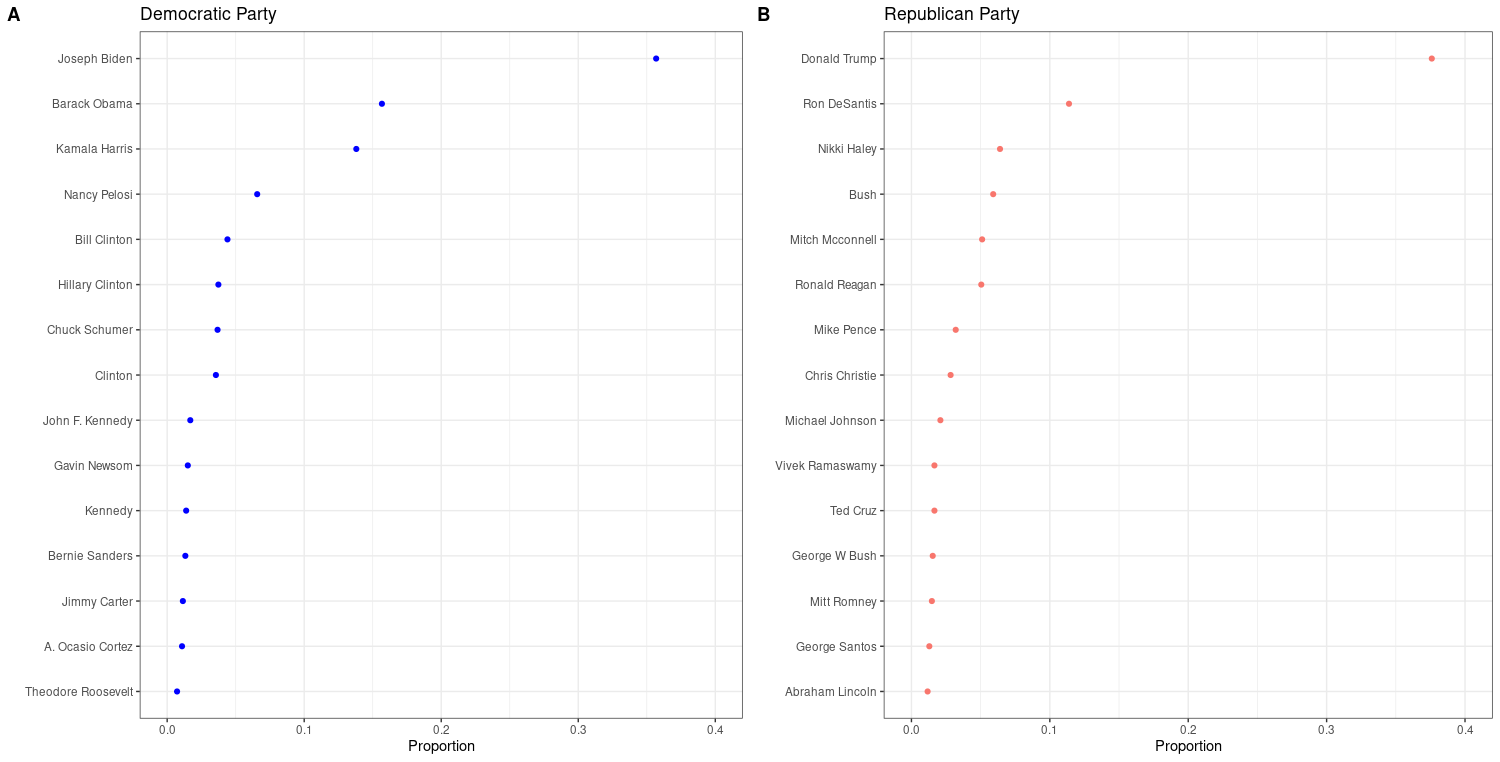 A
Democratic Party
Joseph Biden
Barack Obama
Kamala Harris
Nancy Pelosi
Bill Clinton
Hillary Clinton
Chuck Schumer
Clinton
John F. Kennedy
Gavin Newsom
Kennedy
Bernie Sanders
Jimmy Carter
A. Ocasio Cortez
Theodore Roosevelt
0.0 0.1 0.2 0.3 0.4
Proportion
B
Republican Party
Donald Trump
Ron DeSantis
Nikki Haley
Bush
Mitch Mcconnell
Ronald Reagan
Mike Pence
Chris Christie
Michael Johnson
Vivek Ramaswamy
Ted Cruz
George W Bush
Mitt Romney
George Santos
Abraham Lincoln
0.0 0.1 0.2 0.3 0.4
Proportion